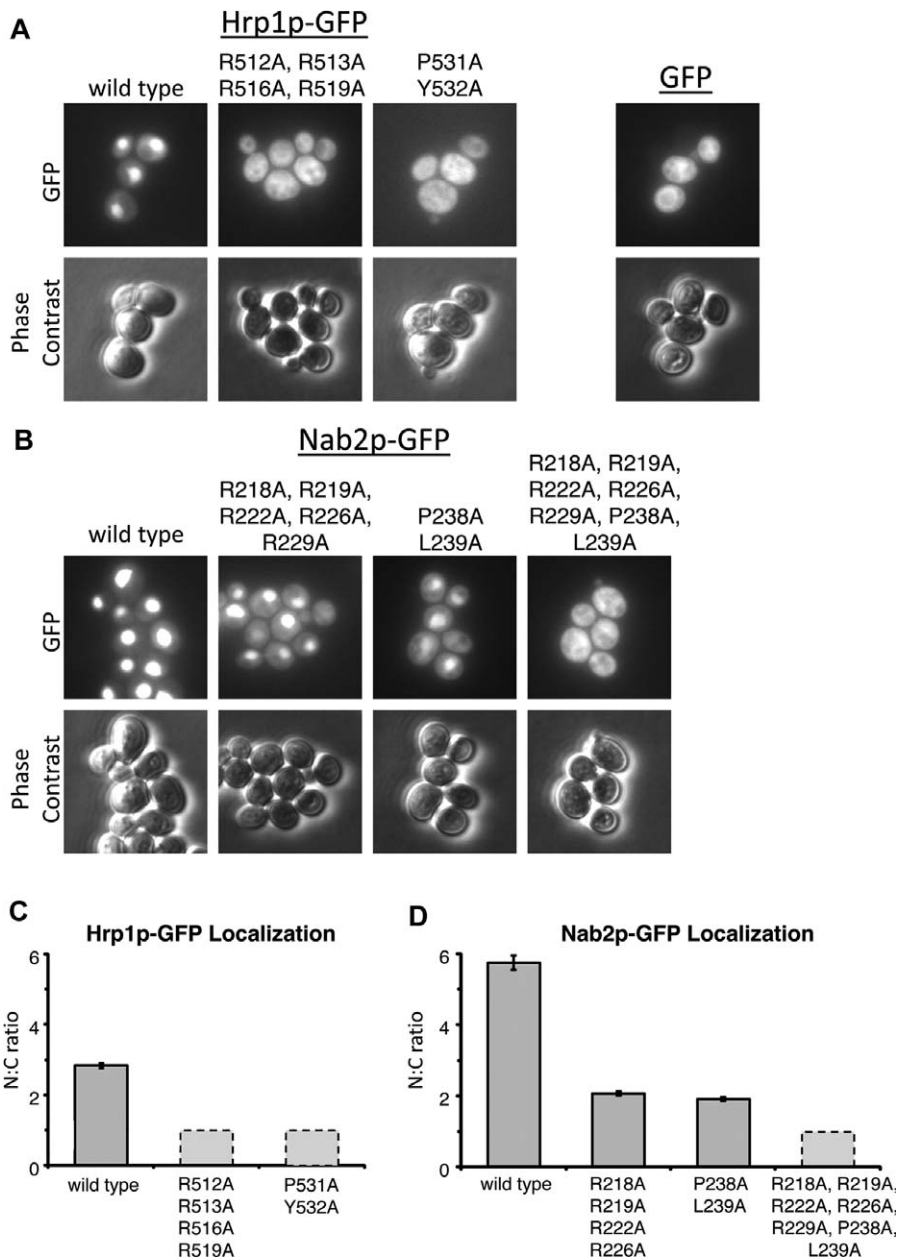 A
Hrp1p-GFP
wild type
R512A, R513A
R516A, R519A
P531A
Y532A
GFP
GFP
Phase
Contrast
B
Nab2p-GFP
wild type
R218A, R219A,
R222A, R226A,
R229A
P238A
L239A
R218A, R219A,
R222A, R226A,
R229A, P238A,
L239A
GFP
Phase
Contrast
C
Hrp1p-GFP Localization
N:C ratio
6
4
2
0
wild type
R512A
R513A
R516A
R519A
P531A
Y532A
D
Nab2p-GFP Localization
N:C ratio
6
4
2
0
wild type
R218A
R219A
R222A
R226A
P238A
L239A
R218A, R219A,
R222A, R226A,
R229A, P238A,
L239A